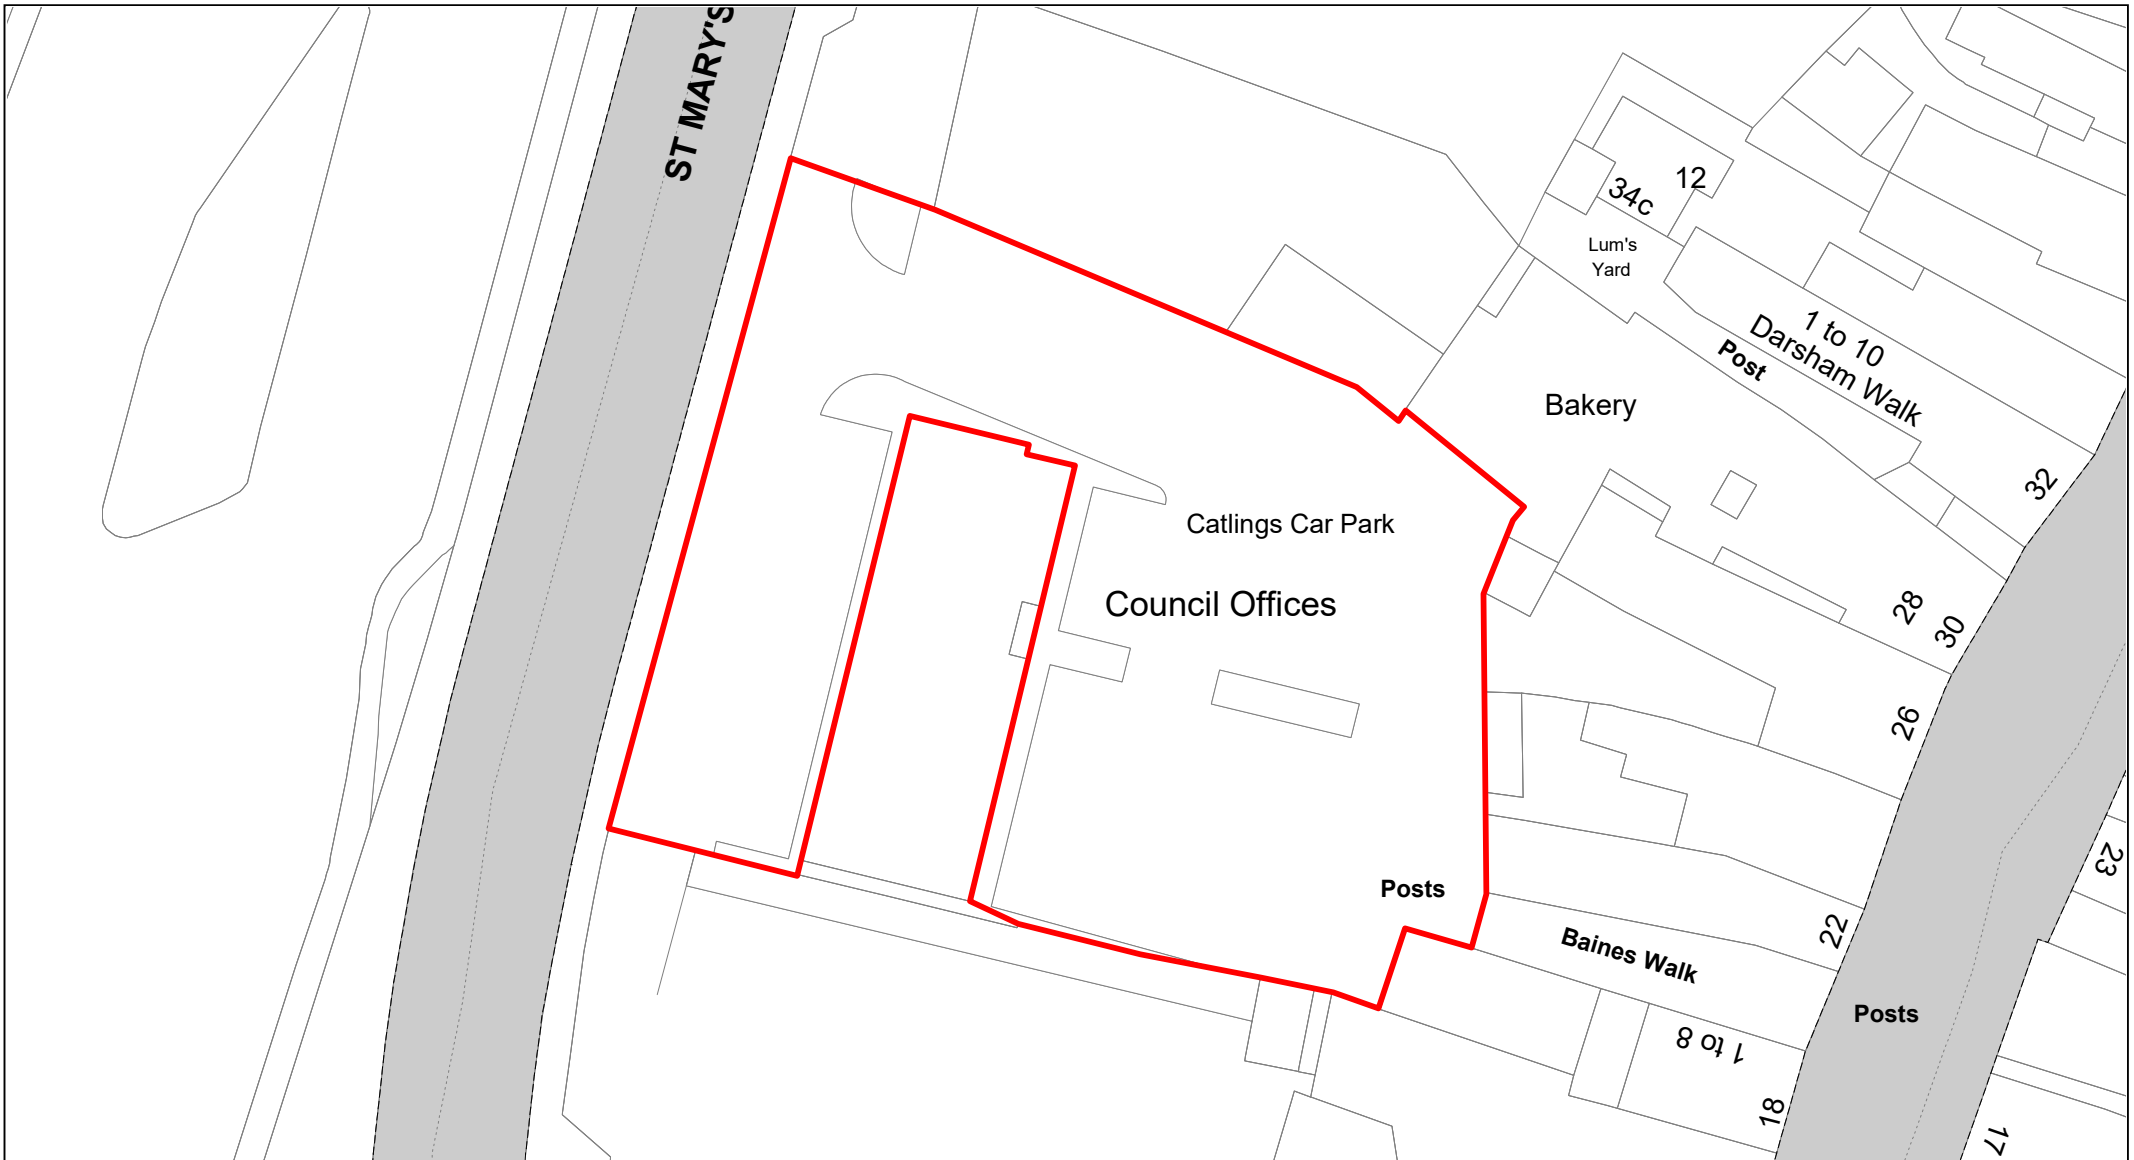 ST MARY'S
12
34c
Lum's
Yard
1 to 10
Darsham Walk
Post
Bakery
32
Catlings Car Park
Council Offices
28
30
26
23
Posts
22
Baines Walk
Posts
1 to 8
18
17